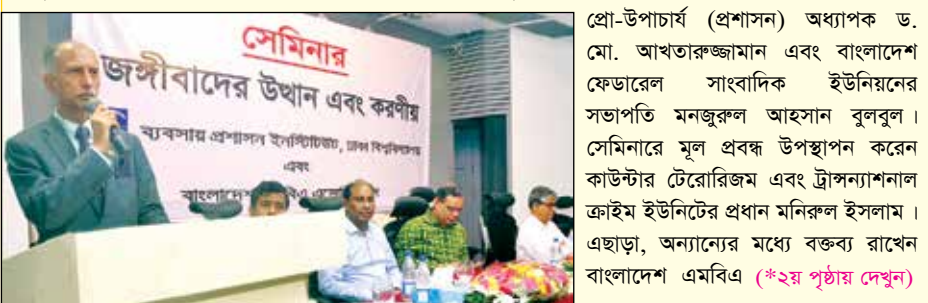 সেমিনার
জঙ্গীবাদের উত্থান এবং করণীয়
ব্যবসায় প্রশাসন ইনস্টিটিউট, ঢাকা বিশ্ববিদ্যালয়
এবং
বাংলাদেশ
প্রো-উপাচার্য (প্রশাসন) অধ্যাপক ড.
মো. আখতারুজ্জামান এবং বাংলাদেশ
ফেডারেল সাংবাদিক ইউনিয়নের
সভাপতি মনজুরুল আহসান বুলবুল।
সেমিনারে মূল প্রবন্ধ উপস্থাপন করেন
কাউন্টার টেরোরিজম এবং ট্রান্সন্যাশনাল
ক্রাইম ইউনিটের প্রধান মনিরুল ইসলাম।
এছাড়া, অন্যান্যের মধ্যে বক্তব্য রাখেন
বাংলাদেশ এমবিএ (*২য় পৃষ্ঠায় দেখুন)